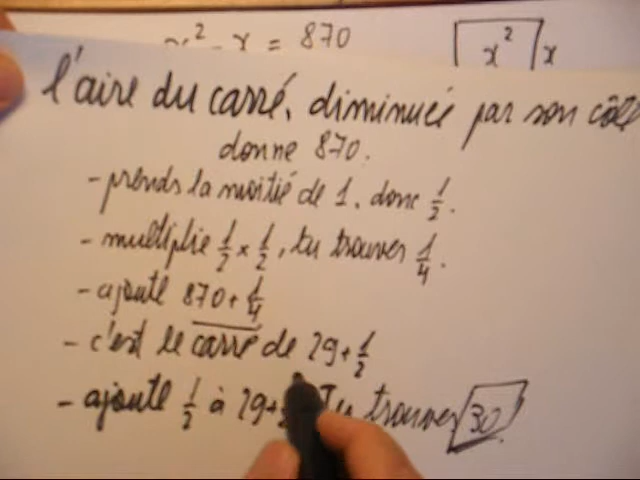 x² - x = 870
x² x
l'aire du carré, diminuée par son côté
donne 870.
- prends la moitié de 1, donc 1/2.
- multiplie 1/2 × 1/2, tu trouves 1/4.
- ajoute 870 + 1/4
- c'est le carré de 29 + 1/2
- ajoute 1/2 à 29 + Tu trouves 30